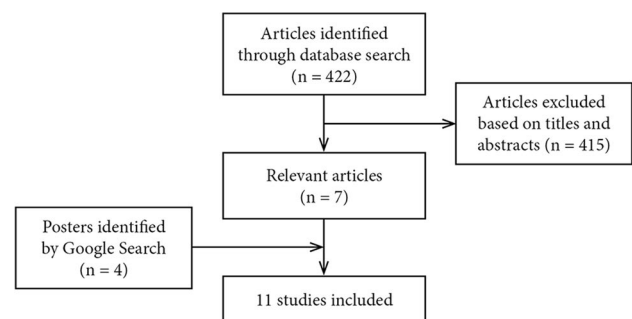 Articles identified
through database search
(n = 422)
Articles excluded
based on titles and
abstracts (n = 415)
Relevant articles
(n = 7)
Posters identified
by Google Search
(n = 4)
11 studies included